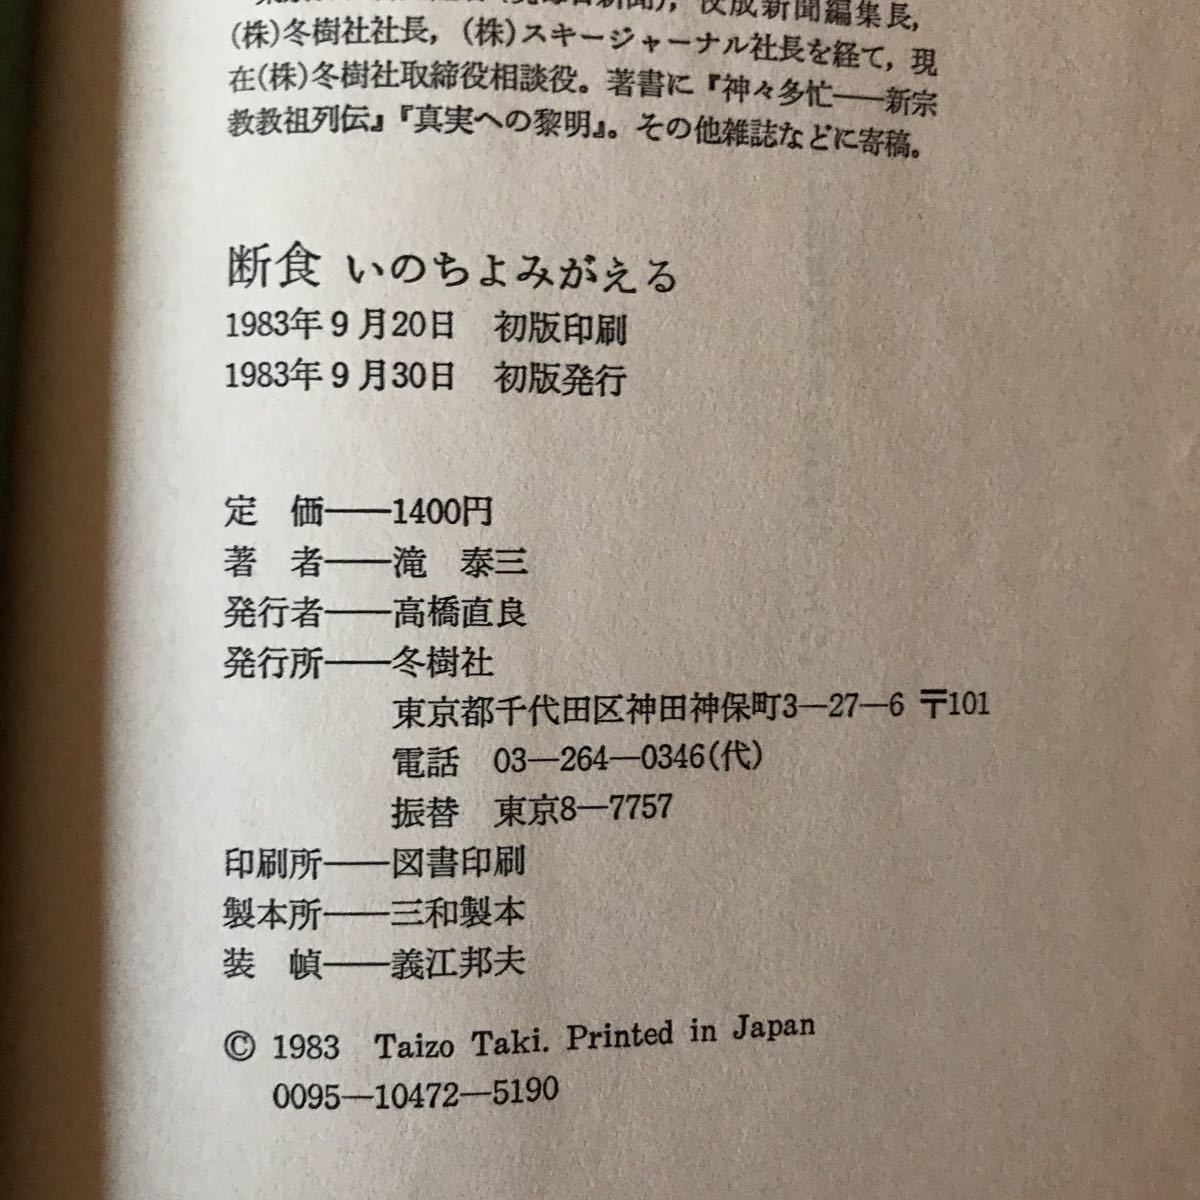 新聞), 佼成新聞編集長,
(株)冬樹社社長, (株)スキージャーナル社長を経て, 現
在(株)冬樹社取締役相談役。著書に『神々多忙――新宗
教教祖列伝』『真実への黎明』。その他雑誌などに寄稿。
断食 いのちよみがえる
1983年9月20日 初版印刷
1983年9月30日 初版発行
定 価――1400円
著 者――滝 泰三
発行者――高橋直良
発行所――冬樹社
東京都千代田区神田神保町3―27―6 〒101
電話 03―264―0346(代)
振替 東京8―7757
印刷所――図書印刷
製本所――三和製本
装 幀――義江邦夫
© 1983 Taizo Taki. Printed in Japan
0095―10472―5190